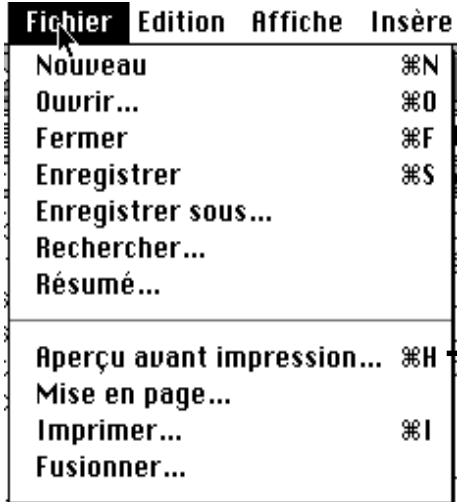 Fichier Edition Affiche Insère
Nouveau ⌘N
Ouvrir... ⌘O
Fermer ⌘F
Enregistrer ⌘S
Enregistrer sous...
Rechercher...
Résumé...
Aperçu avant impression... ⌘H
Mise en page...
Imprimer... ⌘I
Fusionner...